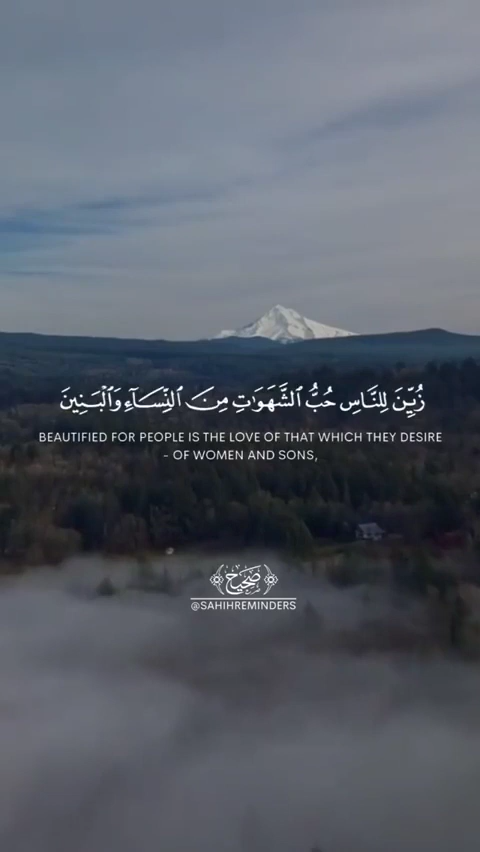 زُيِّنَ لِلنَّاسِ حُبُّ ٱلشَّهَوَٰتِ مِنَ ٱلنِّسَآءِ وَٱلْبَنِينَ
BEAUTIFIED FOR PEOPLE IS THE LOVE OF THAT WHICH THEY DESIRE
- OF WOMEN AND SONS,
صَحِيح
@SAHIHREMINDERS